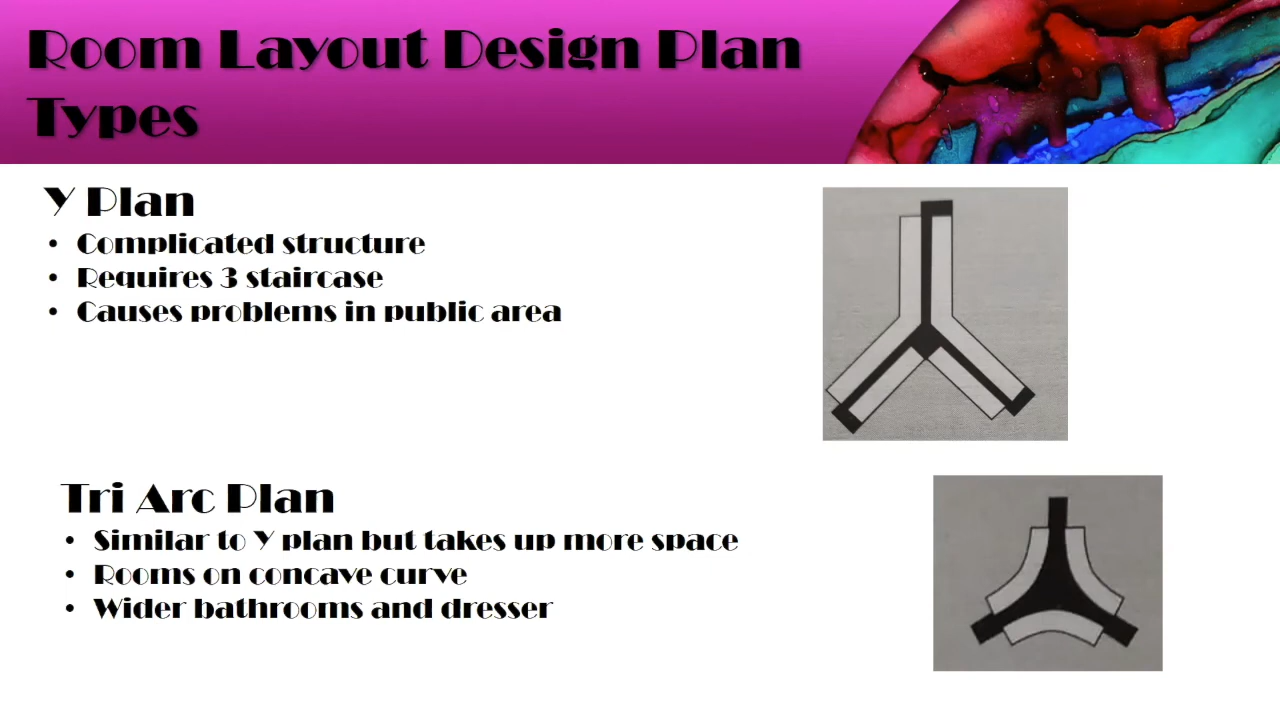 Room Layout Design Plan
Types
Y Plan
• Complicated structure
• Requires 3 staircase
• Causes problems in public area
Tri Arc Plan
• Similar to Y plan but takes up more space
• Rooms on concave curve
• Wider bathrooms and dresser